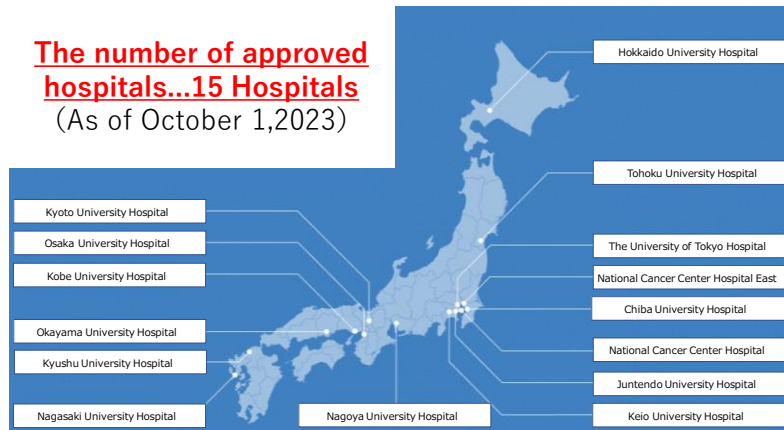 The number of approved
hospitals...15 Hospitals
(As of October 1,2023)
Hokkaido University Hospital
Tohoku University Hospital
Kyoto University Hospital
Osaka University Hospital
The University of Tokyo Hospital
Kobe University Hospital
National Cancer Center Hospital East
Chiba University Hospital
Okayama University Hospital
National Cancer Center Hospital
Kyushu University Hospital
Juntendo University Hospital
Nagasaki University Hospital
Nagoya University Hospital
Keio University Hospital